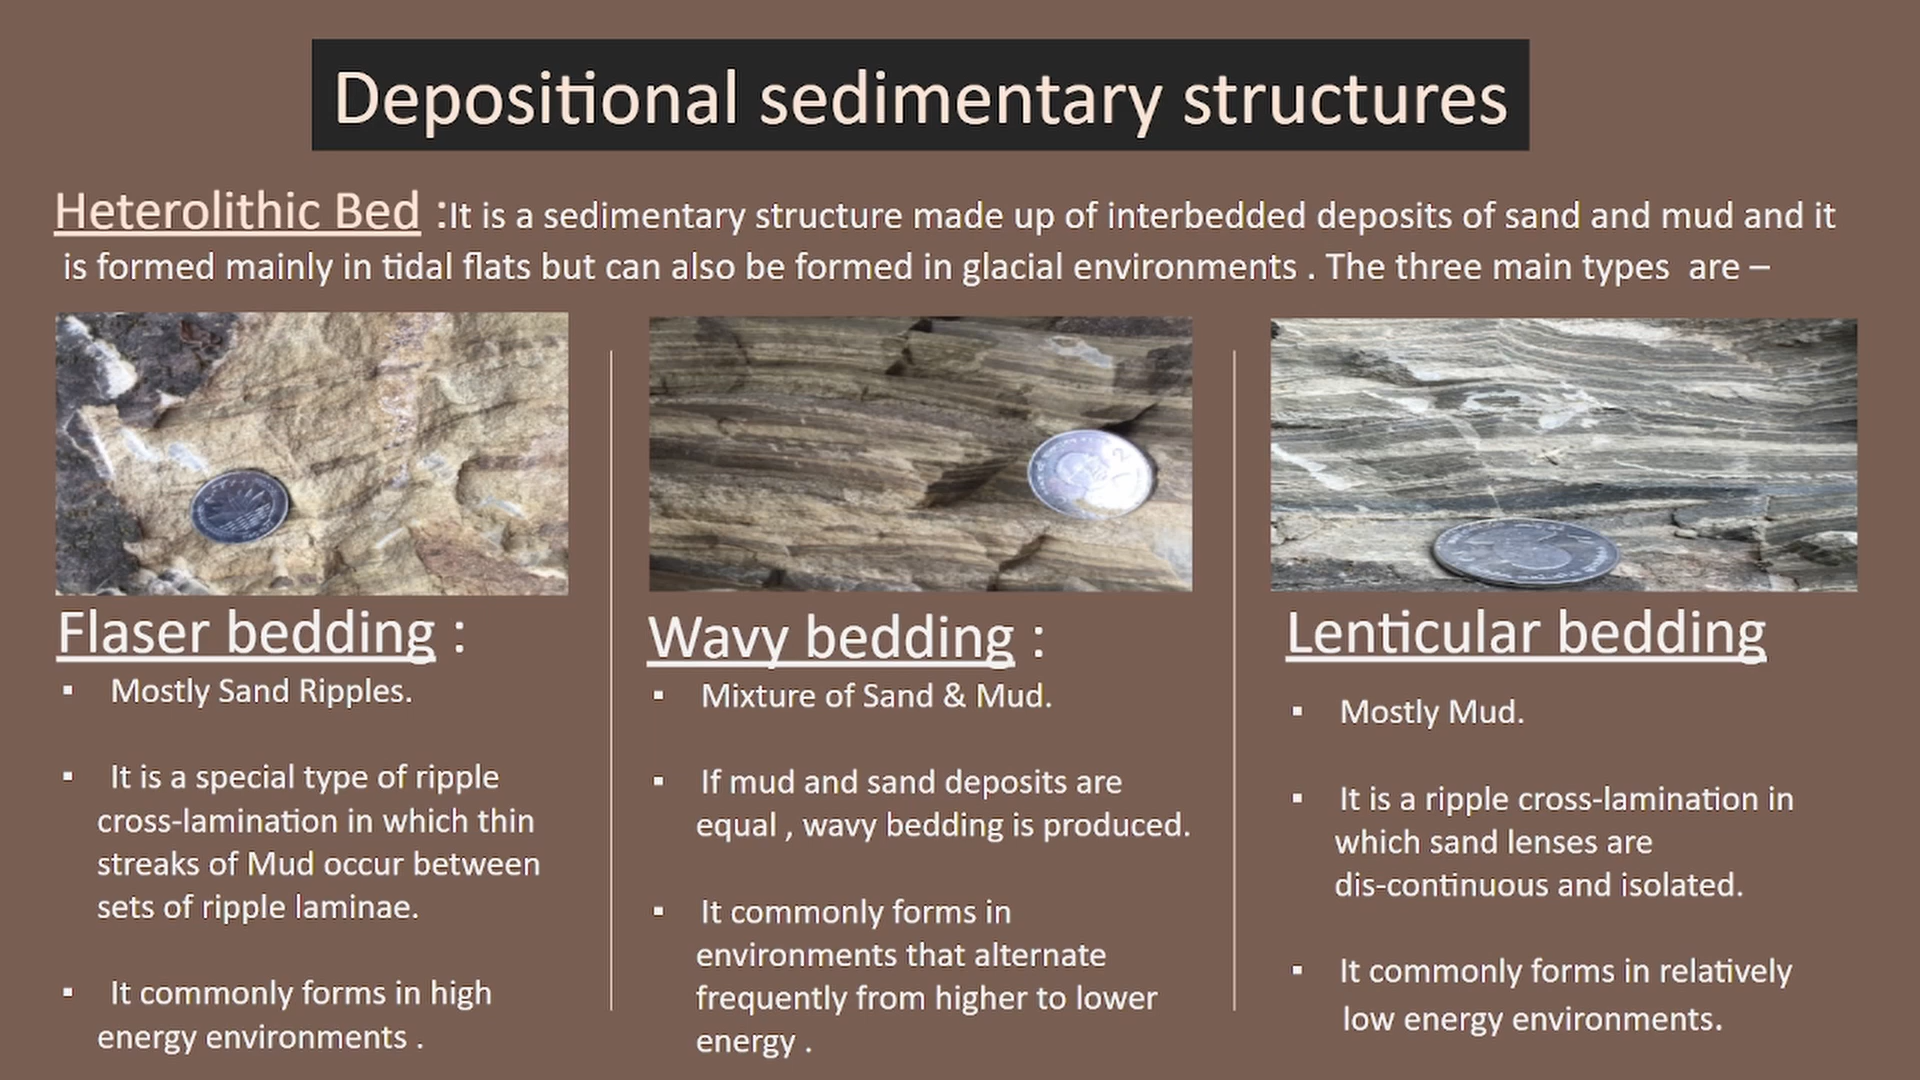 Depositional sedimentary structures
Heterolithic Bed :It is a sedimentary structure made up of interbedded deposits of sand and mud and it
is formed mainly in tidal flats but can also be formed in glacial environments . The three main types are –
Flaser bedding :
▪ Mostly Sand Ripples.
▪ It is a special type of ripple
cross-lamination in which thin
streaks of Mud occur between
sets of ripple laminae.
▪ It commonly forms in high
energy environments .
Wavy bedding :
▪ Mixture of Sand & Mud.
▪ If mud and sand deposits are
equal , wavy bedding is produced.
▪ It commonly forms in
environments that alternate
frequently from higher to lower
energy .
Lenticular bedding
▪ Mostly Mud.
▪ It is a ripple cross-lamination in
which sand lenses are
dis-continuous and isolated.
▪ It commonly forms in relatively
low energy environments.